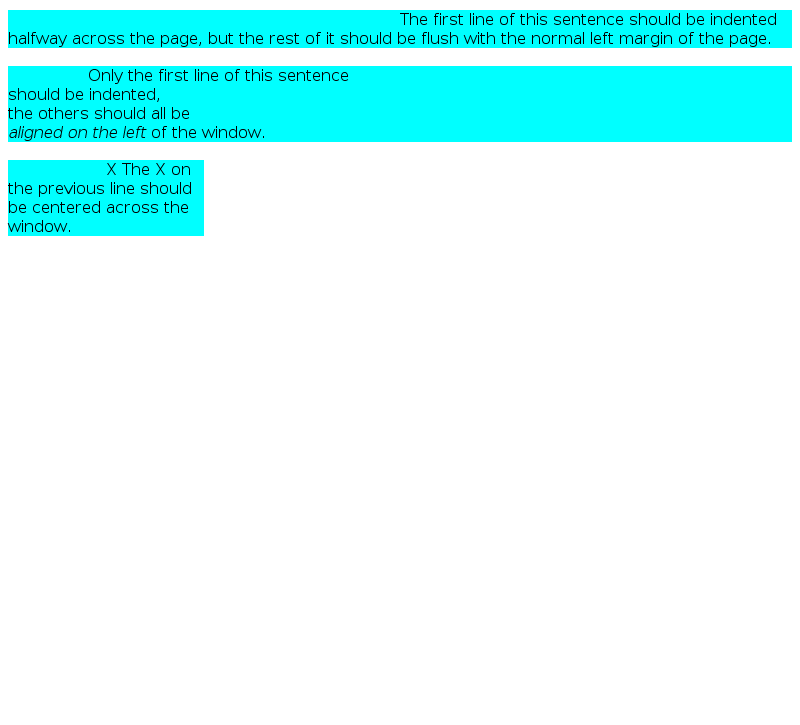 The first line of this sentence should be indented
halfway across the page, but the rest of it should be flush with the normal left margin of the page.
Only the first line of this sentence
should be indented,
the others should all be
aligned on the left of the window.
X The X on
the previous line should
be centered across the
window.